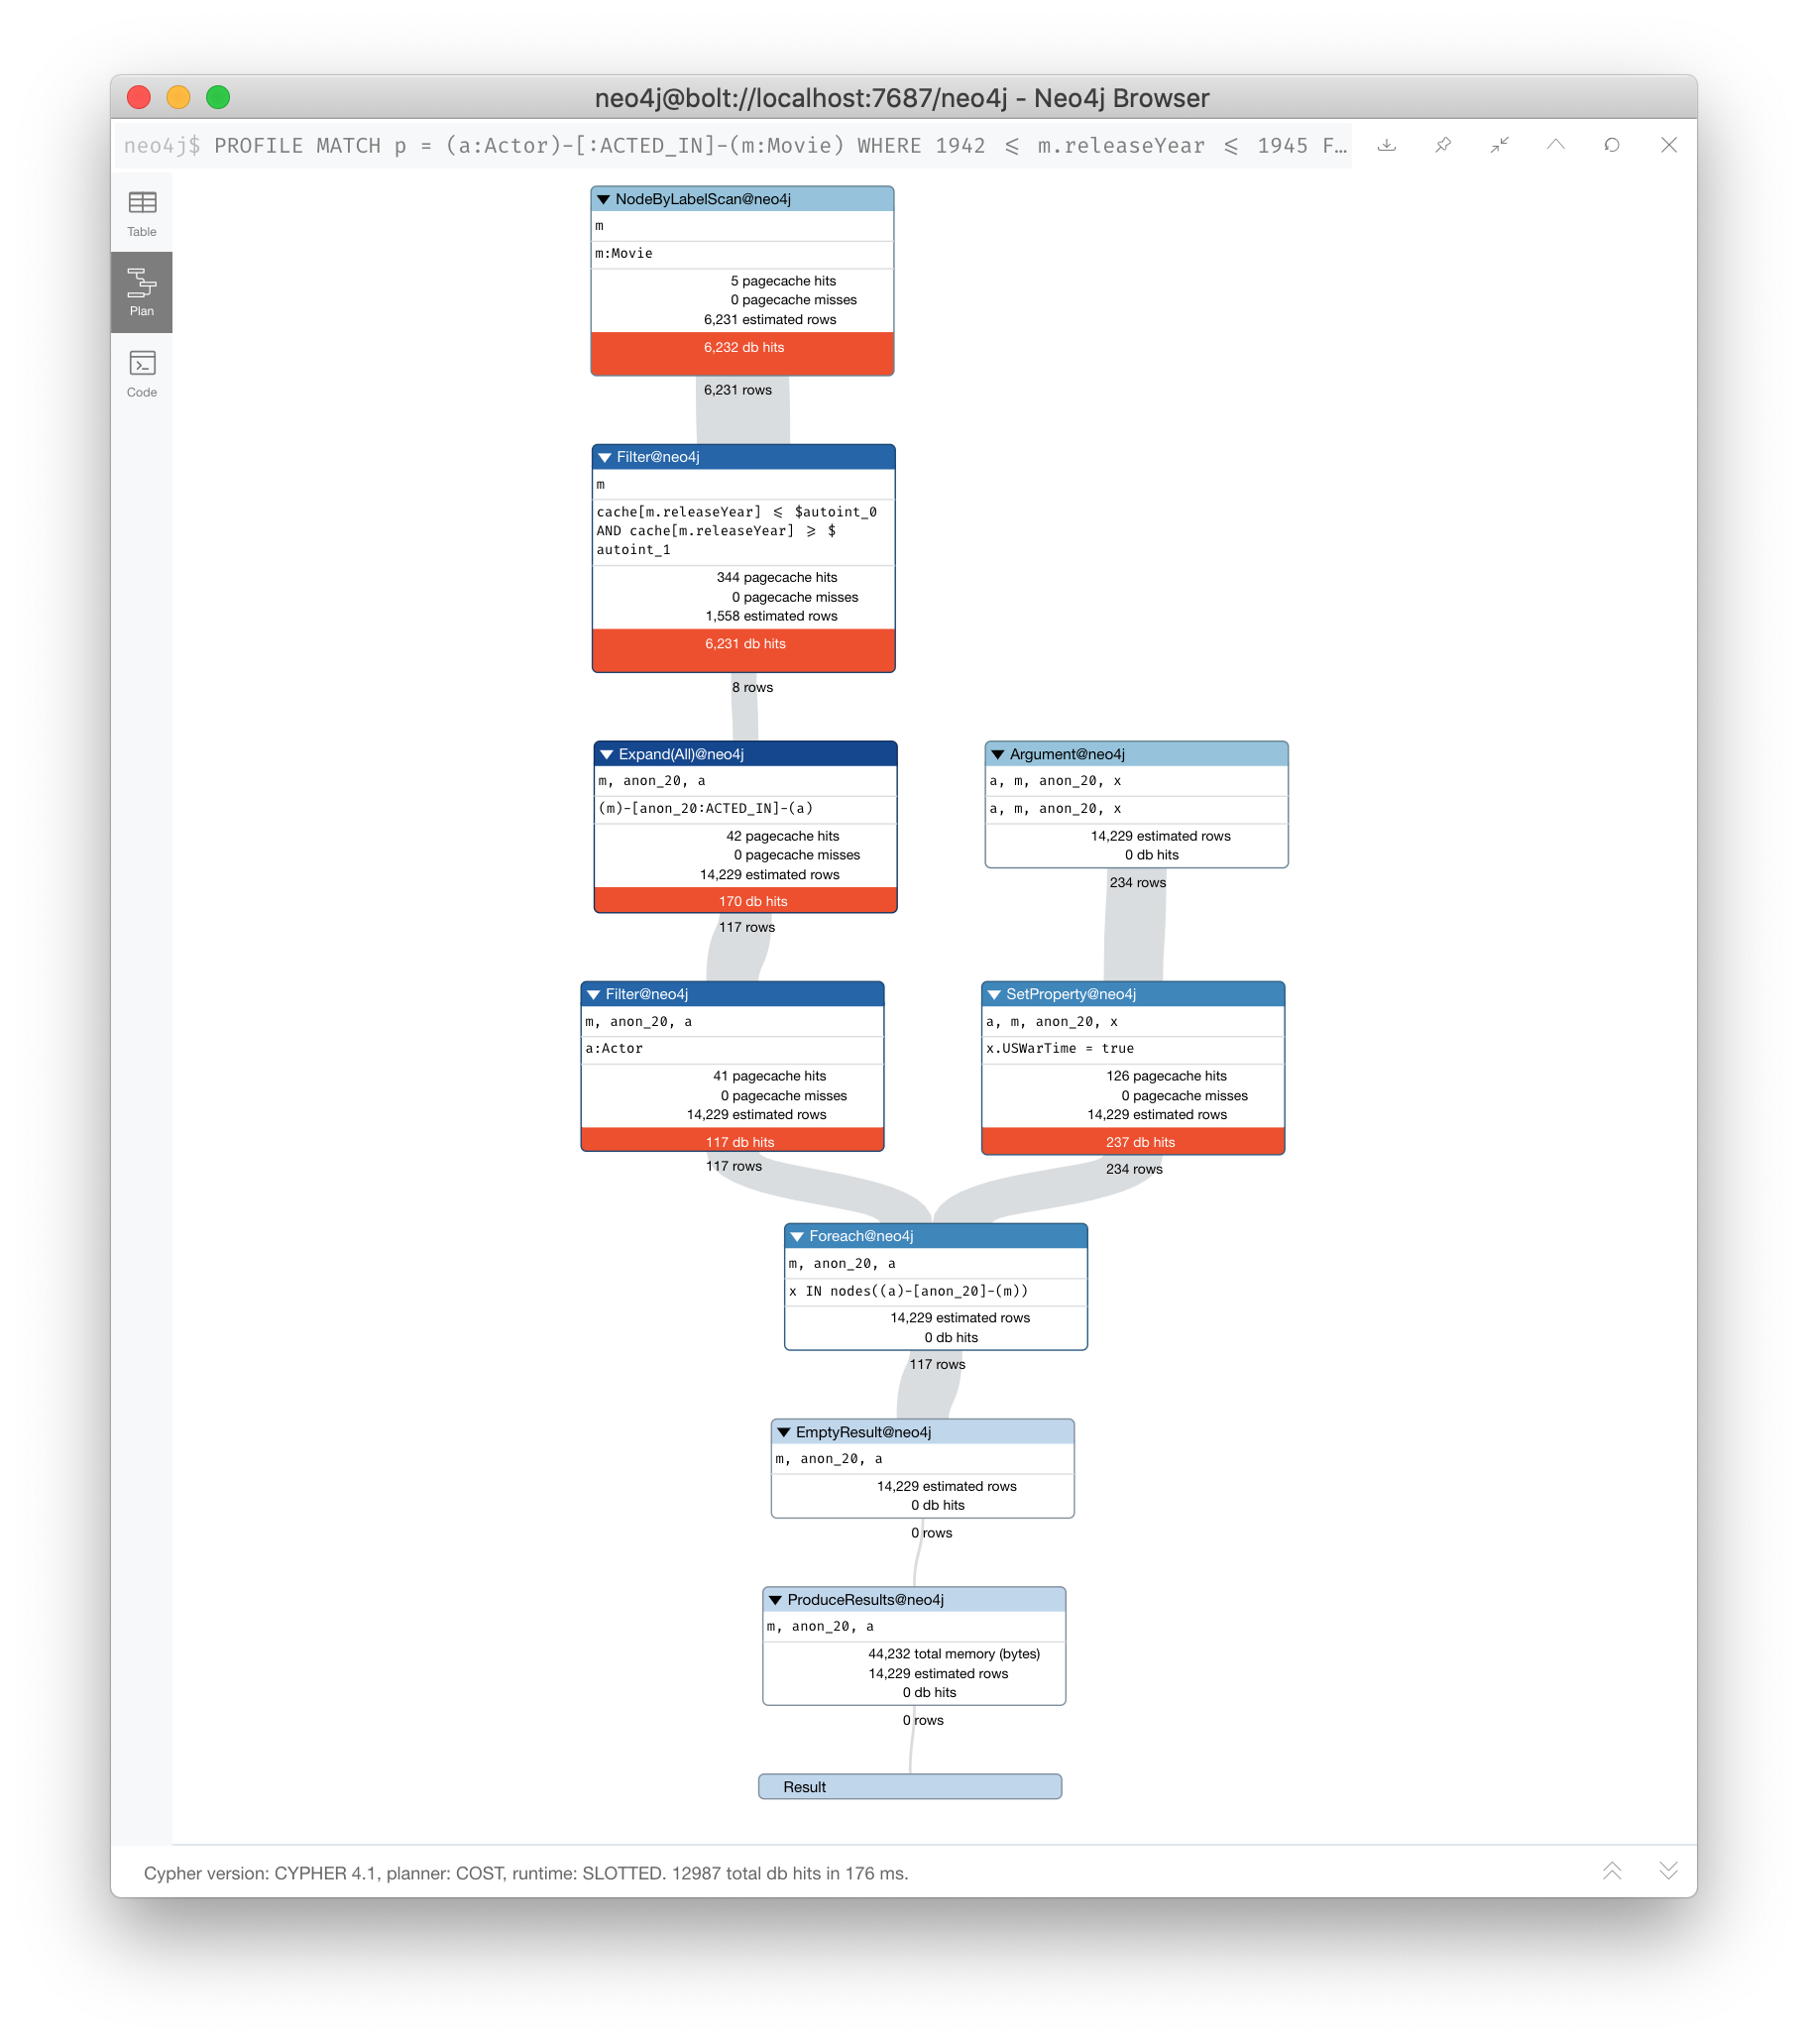 neo4j@bolt://localhost:7687/neo4j - Neo4j Browser
neo4j$ PROFILE MATCH p = (a:Actor)-[:ACTED_IN]-(m:Movie) WHERE 1942 ≤ m.releaseYear ≤ 1945 F…
Table
Plan
Code
NodeByLabelScan@neo4j
m
m:Movie
5 pagecache hits
0 pagecache misses
6,231 estimated rows
6,232 db hits
6,231 rows
Filter@neo4j
m
cache[m.releaseYear] ≤ $autoint_0
AND cache[m.releaseYear] ≥ $
autoint_1
344 pagecache hits
0 pagecache misses
1,558 estimated rows
6,231 db hits
8 rows
Expand(All)@neo4j
m, anon_20, a
(m)-[anon_20:ACTED_IN]-(a)
42 pagecache hits
0 pagecache misses
14,229 estimated rows
170 db hits
117 rows
Argument@neo4j
a, m, anon_20, x
a, m, anon_20, x
14,229 estimated rows
0 db hits
234 rows
Filter@neo4j
m, anon_20, a
a:Actor
41 pagecache hits
0 pagecache misses
14,229 estimated rows
117 db hits
117 rows
SetProperty@neo4j
a, m, anon_20, x
x.USWarTime = true
126 pagecache hits
0 pagecache misses
14,229 estimated rows
237 db hits
234 rows
Foreach@neo4j
m, anon_20, a
x IN nodes((a)-[anon_20]-(m))
14,229 estimated rows
0 db hits
117 rows
EmptyResult@neo4j
m, anon_20, a
14,229 estimated rows
0 db hits
0 rows
ProduceResults@neo4j
m, anon_20, a
44,232 total memory (bytes)
14,229 estimated rows
0 db hits
0 rows
Result
Cypher version: CYPHER 4.1, planner: COST, runtime: SLOTTED. 12987 total db hits in 176 ms.